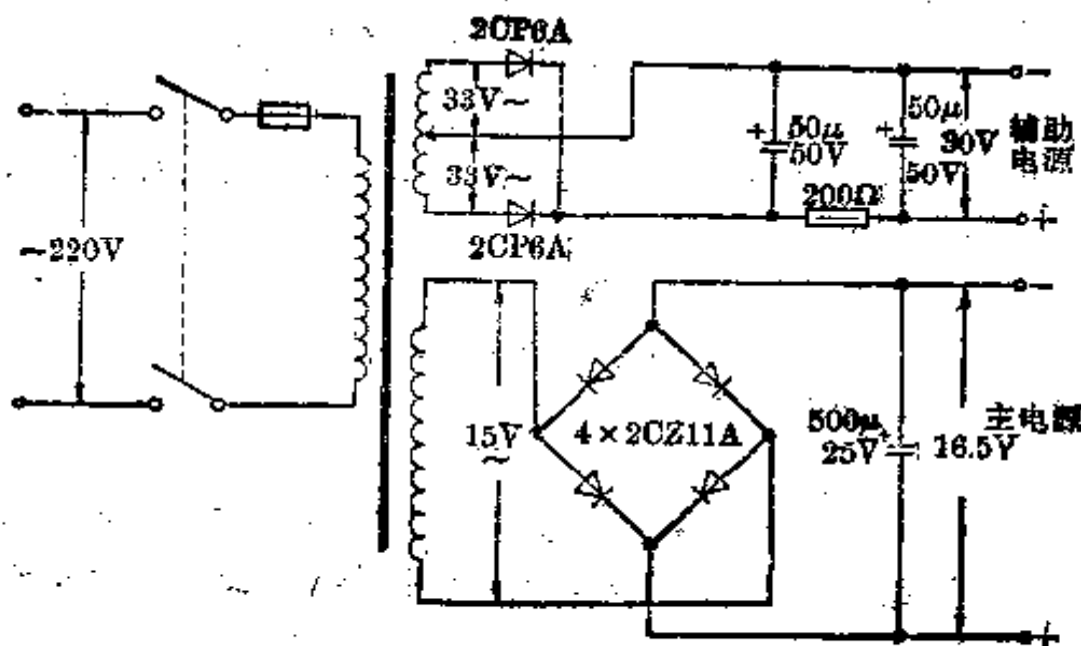 2CP6A
33V~
33V~
2CP6A
50μ
50V
50μ
30V
50V
200Ω
辅助
电源
~220V
15V
~
4×2CZ11A
500μ
25V
主电源
16.5V